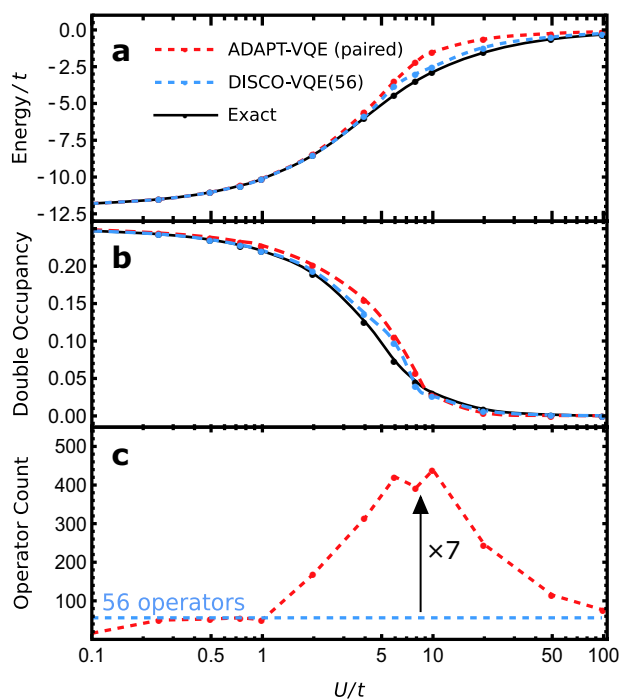 a
ADAPT-VQE (paired)
DISCO-VQE(56)
Exact
Energy/t
0.0
-2.5
-5.0
-7.5
-10.0
-12.5
b
Double Occupancy
0.20
0.15
0.10
0.05
0.00
c
Operator Count
500
400
300
200
100
×7
56 operators
0.1 0.5 1 5 10 50 100
U/t